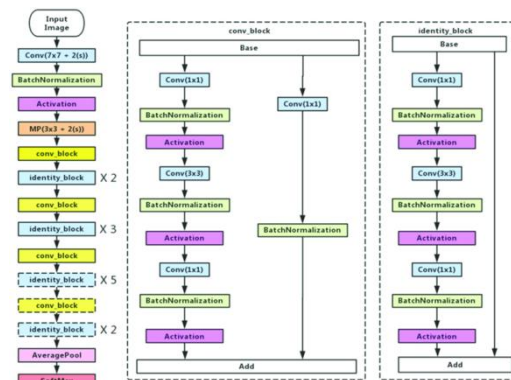 Input
Image
Conv(7x7 + 2(s))
BatchNormalization
Activation
MP(3x3 + 2(s))
conv_block
identity_block X 2
conv_block
identity_block X 3
conv_block
identity_block X 5
conv_block
identity_block X 2
AveragePool
conv_block
Base
Conv(1x1)
BatchNormalization
Activation
Conv(3x3)
BatchNormalization
Activation
Conv(1x1)
BatchNormalization
Activation
Conv(1x1)
BatchNormalization
Add
identity_block
Base
Conv(1x1)
BatchNormalization
Activation
Conv(3x3)
BatchNormalization
Activation
Conv(1x1)
BatchNormalization
Activation
Add